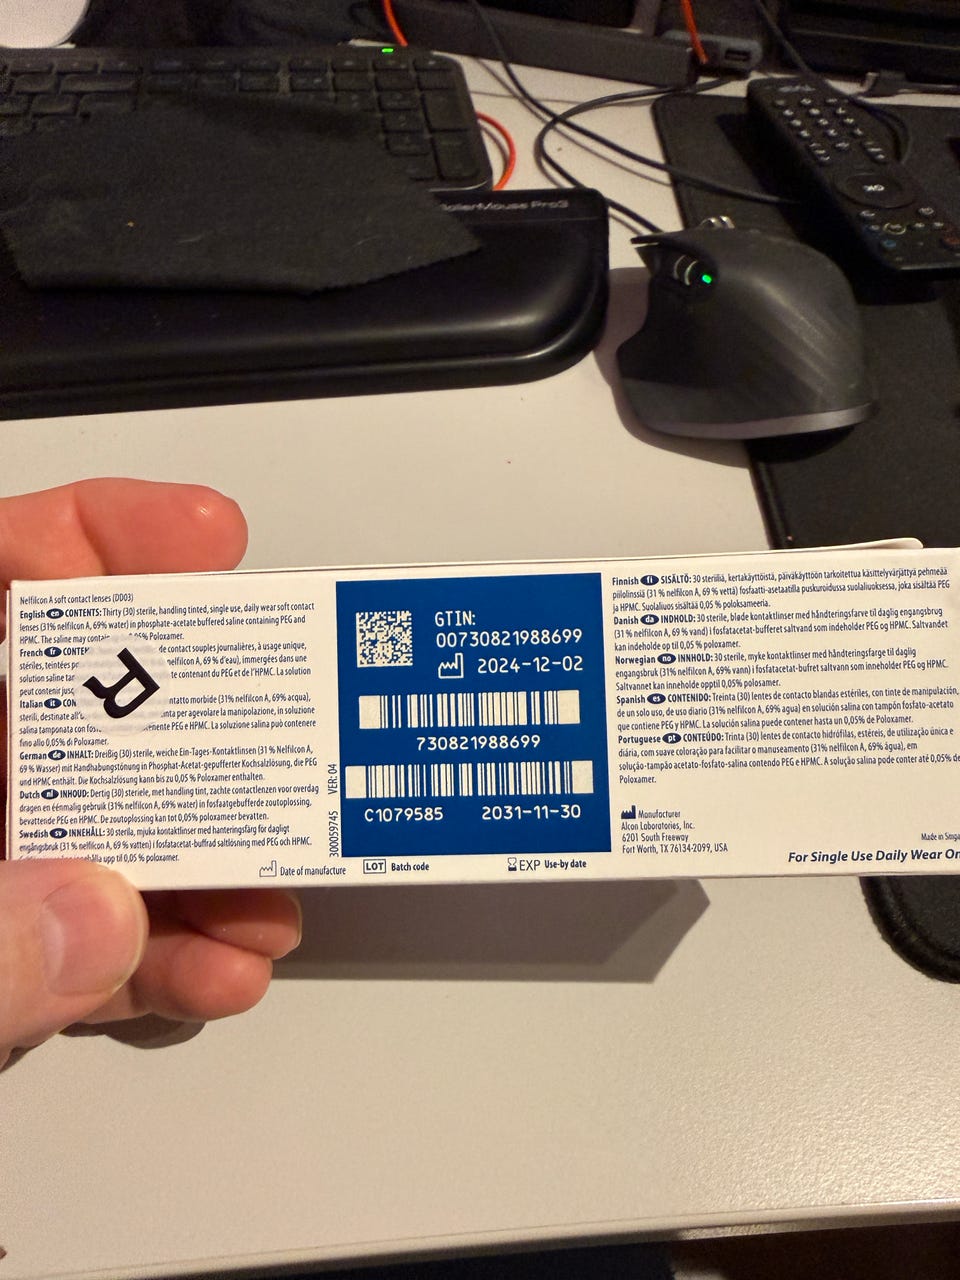 RollerMouse Pro3
OK
Nelfilcon A soft contact lenses (DD03)
English en CONTENTS: Thirty (30) sterile, handling tinted, single use, daily wear soft contact
lenses (31% nelfilcon A, 69% water) in phosphate-acetate buffered saline containing PEG and
HPMC. The saline may contain 0.05% Poloxamer.
French fr de contact souples journalières, à usage unique,
stériles, teintées nelfilcon A, 69% d'eau), immergées dans une
solution saline te contenant du PEG et de l'HPMC. La solution
peut contenir
Italian it ntatto morbide (31% nelfilcon A, 69% acqua),
sterili, destinate all' inta per agevolare la manipolazione, in soluzione
salina tamponata con nente PEG e HPMC. La soluzione salina può contenere
fino allo 0,05% di Poloxamer.
German de INHALT: Dreißig (30) sterile, weiche Ein-Tages-Kontaktlinsen (31% Nelfilcon A,
69% Wasser) mit Handhabungstönung in Phosphat-Acetat-gepufferter Kochsalzlösung, die PEG
und HPMC enthält. Die Kochsalzlösung kann bis zu 0,05% Poloxamer enthalten.
Dutch nl INHOUD: Dertig (30) steriele, met handling tint, zachte contactlenzen voor overdag
dragen en éénmalig gebruik (31% nelfilcon A, 69% water) in fosfaatgebufferde zoutoplossing,
bevattende PEG en HPMC. De zoutoplossing kan tot 0,05% poloxameer bevatten.
Swedish sv INNEHÅLL: 30 sterila, mjuka kontaktlinser med hanteringsfärg för dagligt
engångsbruk (31% nelfilcon A, 69% vatten) i fosfatacetat-buffrad saltlösning med PEG och HPMC.
upp til 0,05% poloxamer.
R
300059745 VER: 04
GTIN:
00730821988699
2024-12-02
730821988699
C1079585 2031-11-30
Date of manufacture
LOT Batch code
EXP Use-by date
Finnish fi SISÄLTÖ: 30 steriiliä, kertakäyttöistä, päiväkäyttöön tarkoitettua käsittelyvärjättyä pehmeää
piilolinssiä (31% nelfilcon A, 69% vettä) fosfaatti-asetaatilla puskuroidussa suolaliuoksessa, joka sisältää PEG
ja HPMC. Suolaliuos sisältää 0,05% poloksameeria.
Danish da INDHOLD: 30 sterile, bløde kontaktlinser med håndteringsfarve til daglig engangsbrug
(31% nelfilcon A, 69% vand) i fosfatacetat-bufferet saltvand som indeholder PEG og HPMC. Saltvandet
kan indeholde op til 0,05% poloxamer.
Norwegian no INNHOLD: 30 sterile, myke kontaktlinser med håndteringsfarge til daglig
engangsbruk (31% nelfilcon A, 69% vann) i fosfatacetat-bufret saltvann som inneholder PEG og HPMC.
Saltvannet kan inneholde opptil 0,05% polosamer.
Spanish es CONTENIDO: Treinta (30) lentes de contacto blandas estériles, con tinte de manipulación,
de un solo uso, de uso diario (31% nelfilcon A, 69% agua) en solución salina con tampón fosfato-acetato
que contiene PEG y HPMC. La solución salina puede contener hasta un 0,05% de Poloxamer.
Portuguese pt CONTEÚDO: Trinta (30) lentes de contacto hidrófilas, estéreis, de utilização única e
diária, com suave coloração para facilitar o manuseamento (31% nelfilcon A, 69% água), em
solução-tampão acetato-fosfato-salina contendo PEG e HPMC. A solução salina pode conter até 0,05% de
Poloxamer.
Manufacturer
Alcon Laboratories, Inc.
6201 South Freeway
Fort Worth, TX 76134-2099, USA
Made in
For Single Use Daily Wear